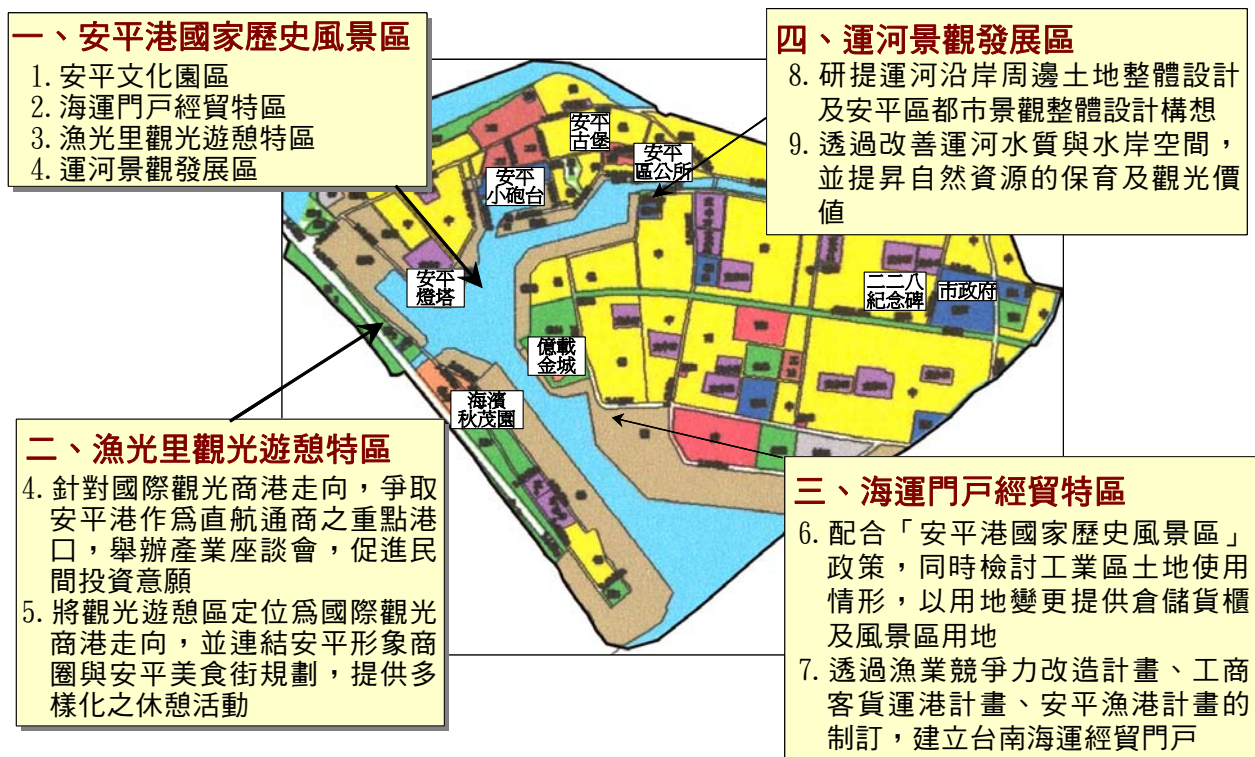 一、安平港國家歷史風景區
1. 安平文化園區
2. 海運門戶經貿特區
3. 漁光里觀光遊憩特區
4. 運河景觀發展區
四、運河景觀發展區
8. 研提運河沿岸周邊土地整體設計
及安平區都市景觀整體設計構想
9. 透過改善運河水質與水岸空間，
並提昇自然資源的保育及觀光價
值
安平
古堡
安平
區公所
安平
小砲台
安平
燈塔
二二八
紀念碑
市政府
億載
金城
海濱
秋茂園
二、漁光里觀光遊憩特區
4. 針對國際觀光商港走向，爭取
安平港作為直航通商之重點港
口，舉辦產業座談會，促進民
間投資意願
5. 將觀光遊憩區定位為國際觀光
商港走向，並連結安平形象商
圈與安平美食街規劃，提供多
樣化之休憩活動
三、海運門戶經貿特區
6. 配合「安平港國家歷史風景區」
政策，同時檢討工業區土地使用
情形，以用地變更提供倉儲貨櫃
及風景區用地
7. 透過漁業競爭力改造計畫、工商
客貨運港計畫、安平漁港計畫的
制訂，建立台南海運經貿門戶